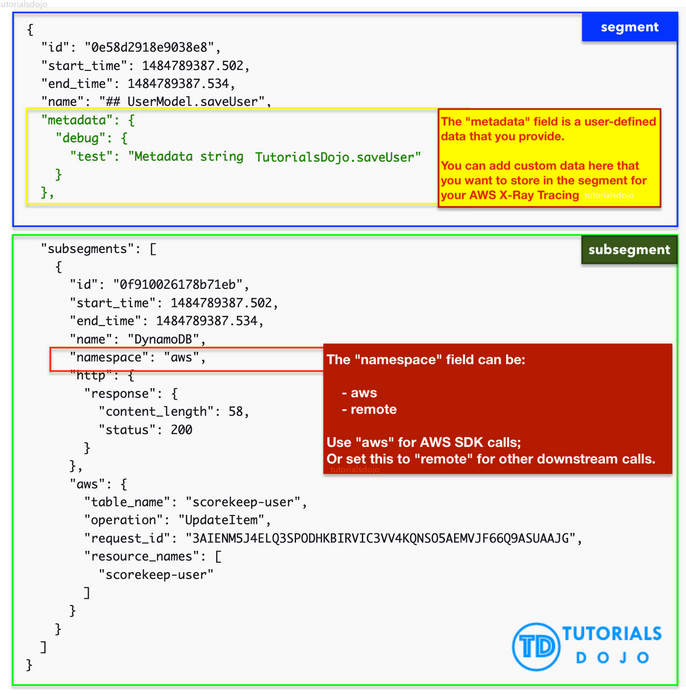 tutorialsdojo
segment
{
"id": "0e58d2918e9038e8",
"start_time": 1484789387.502,
"end_time": 1484789387.534,
"name": "## UserModel.saveUser",
"metadata": {
"debug": {
"test": "Metadata string TutorialsDojo.saveUser"
}
},
The "metadata" field is a user-defined
data that you provide.
You can add custom data here that
you want to store in the segment for
your AWS X-Ray Tracing tutorialsdojo
subsegment
"subsegments": [
{
"id": "0f910026178b71eb",
"start_time": 1484789387.502,
"end_time": 1484789387.534,
"name": "DynamoDB",
"namespace": "aws",
"http": {
"response": {
"content_length": 58,
"status": 200
}
},
The "namespace" field can be:
- aws
- remote
Use "aws" for AWS SDK calls;
Or set this to "remote" for other downstream calls.
tutorialsdojo
"aws": {
"table_name": "scorekeep-user",
"operation": "UpdateItem",
"request_id": "3AIENM5J4ELQ3SPODHKBIRVIC3VV4KQNSO5AEMVJF66Q9ASUAAJG",
"resource_names": [
"scorekeep-user"
]
}
}
]
}
TD TUTORIALS
DOJO